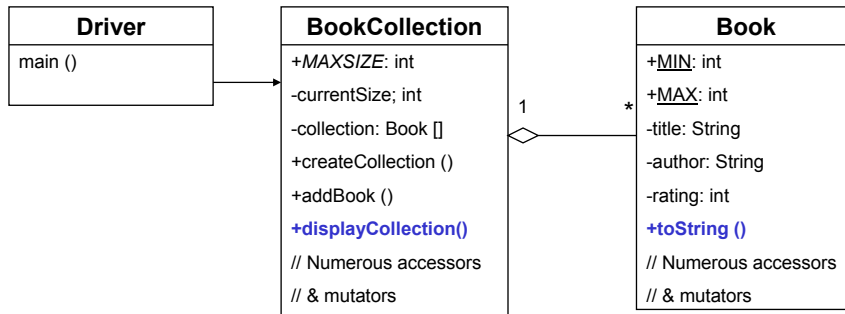 Driver
main ()
BookCollection
+MAXSIZE: int
-currentSize; int
-collection: Book []
+createCollection ()
+addBook ()
+displayCollection()
// Numerous accessors
// & mutators
1
*
Book
+MIN: int
+MAX: int
-title: String
-author: String
-rating: int
+toString ()
// Numerous accessors
// & mutators